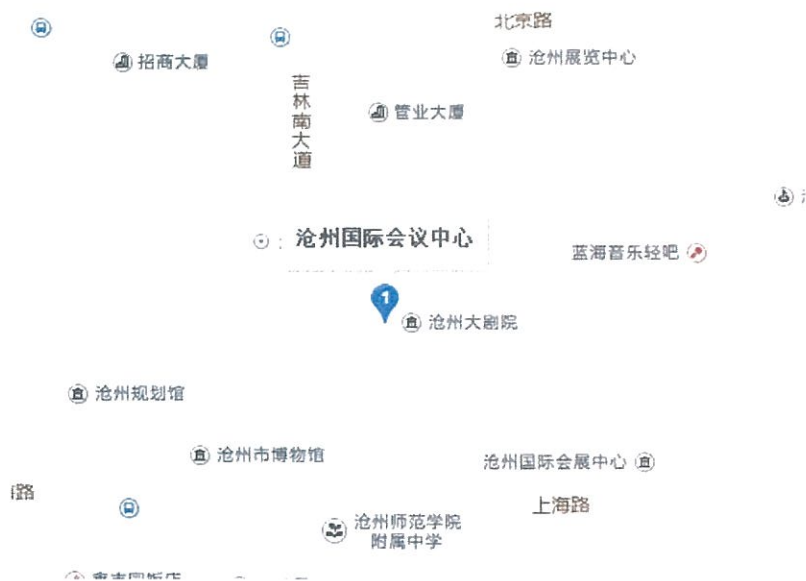 北京路
沧州展览中心
招商大厦
吉林南大道
管业大厦
沧州国际会议中心
蓝海音乐轻吧
1
沧州大剧院
沧州规划馆
沧州市博物馆
沧州国际会展中心
路
上海路
沧州师范学院
附属中学